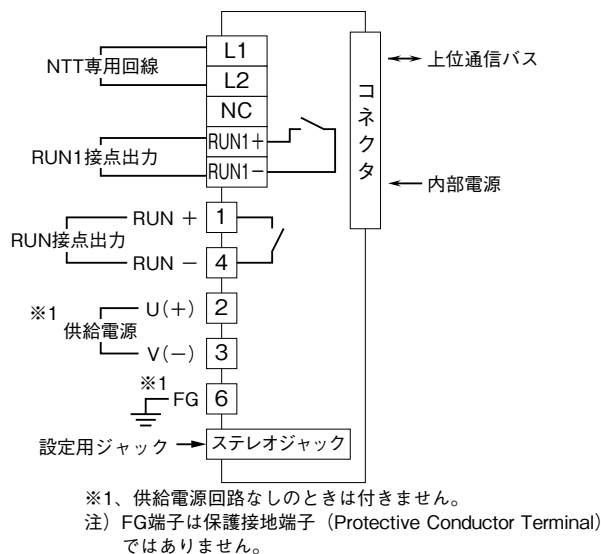 L1
NTT専用回線
L2
NC
RUN1+
RUN1接点出力
RUN1−
コネクタ
上位通信バス
内部電源
RUN + 1
RUN接点出力
RUN − 4
※1
U(+) 2
供給電源
V(−) 3
※1
FG 6
設定用ジャック ステレオジャック
※1、供給電源回路なしのときは付きません。
注）FG端子は保護接地端子（Protective Conductor Terminal）
ではありません。